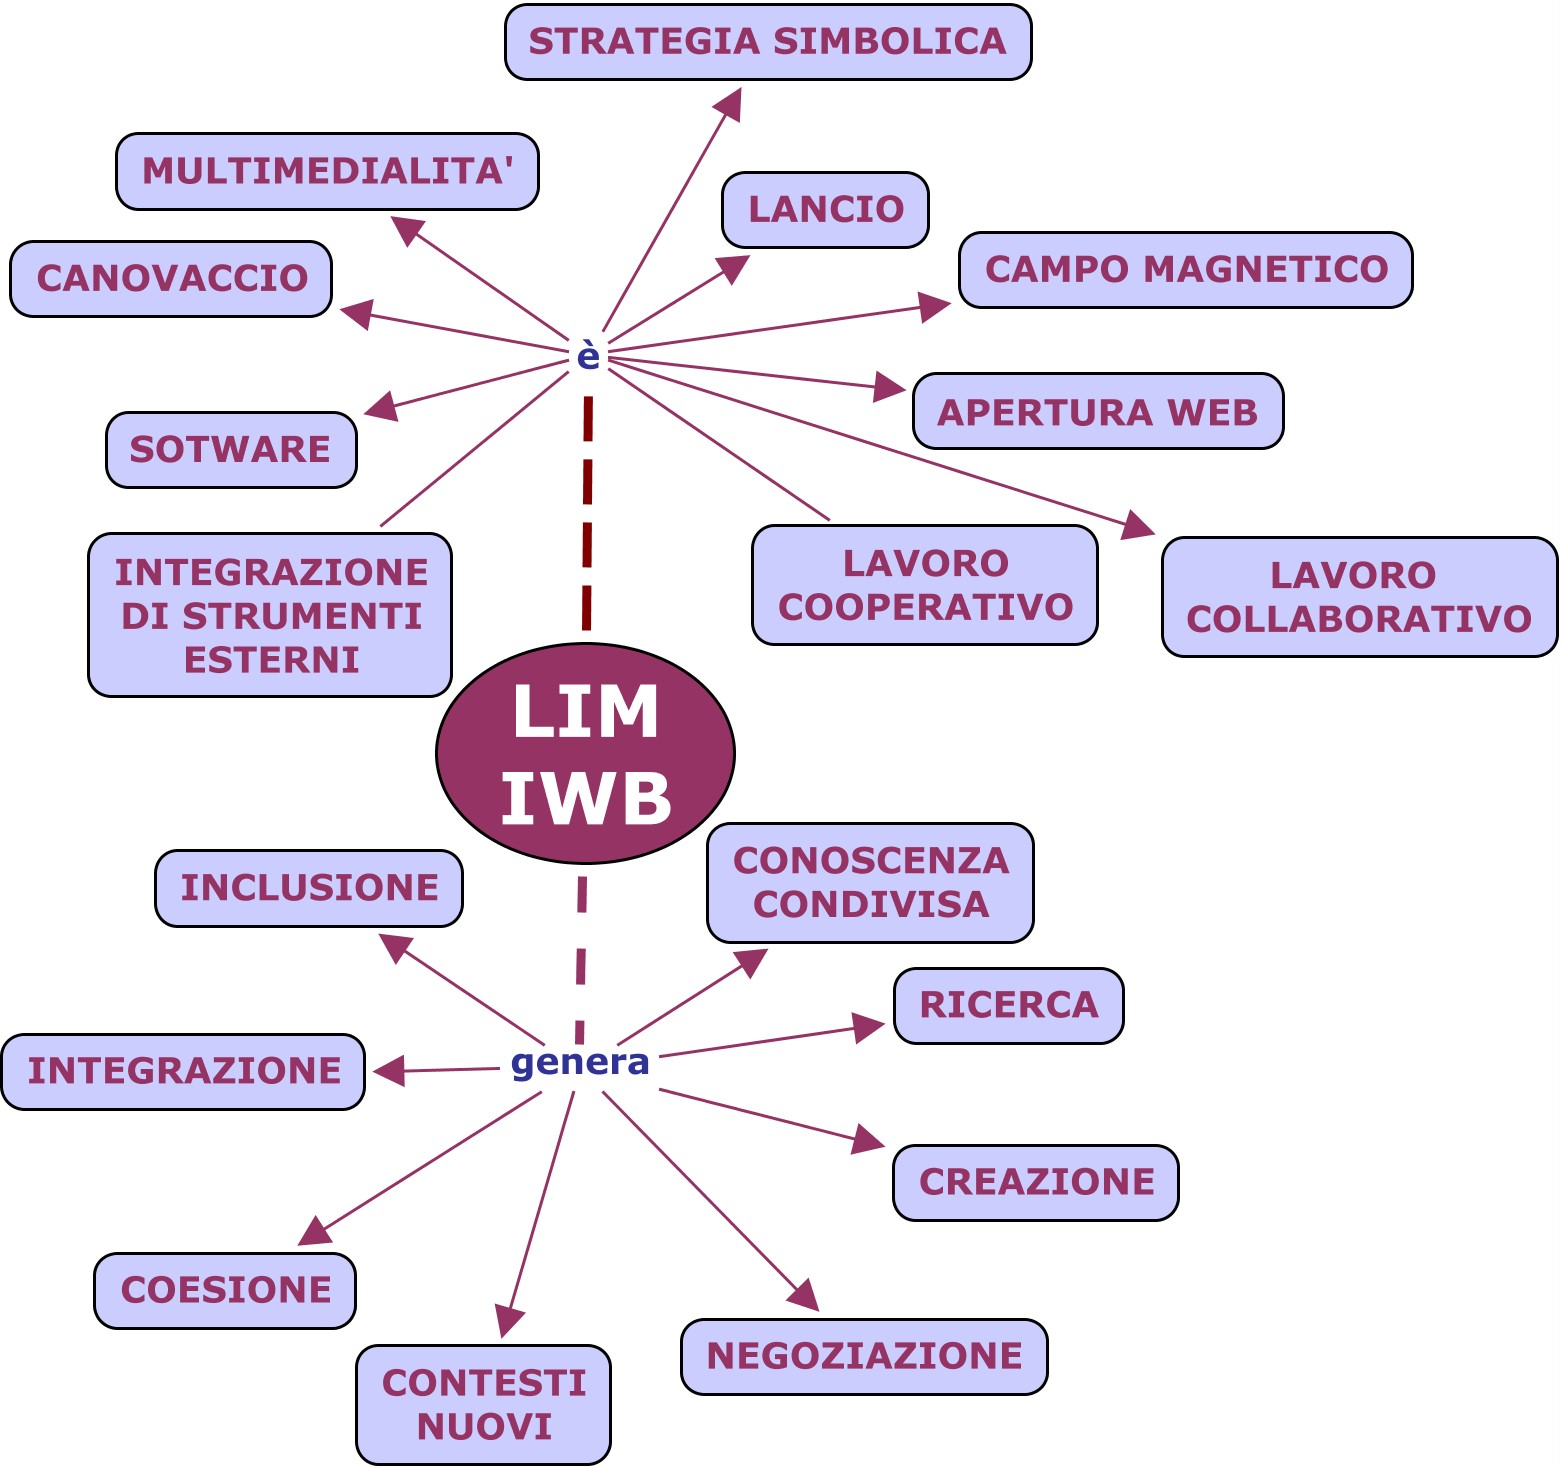 STRATEGIA SIMBOLICA
MULTIMEDIALITA'
LANCIO
CANOVACCIO
CAMPO MAGNETICO
è
APERTURA WEB
SOTWARE
INTEGRAZIONE
DI STRUMENTI
ESTERNI
LAVORO
COOPERATIVO
LAVORO
COLLABORATIVO
LIM
IWB
INCLUSIONE
CONOSCENZA
CONDIVISA
RICERCA
genera
INTEGRAZIONE
CREAZIONE
COESIONE
NEGOZIAZIONE
CONTESTI
NUOVI